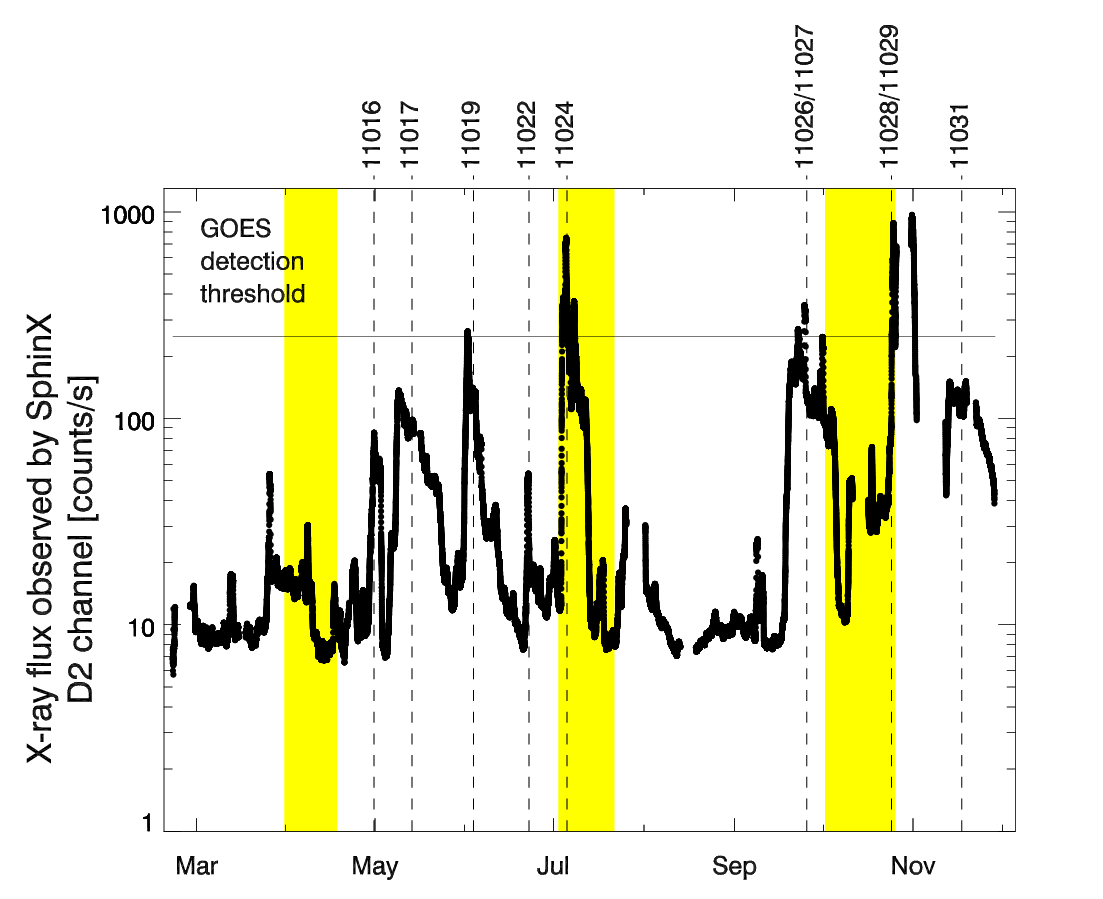 11016
11017
11019
11022
11024
11026/11027
11028/11029
11031
GOES
detection
threshold
1000
100
10
1
X-ray flux observed by SphinX
D2 channel [counts/s]
Mar
May
Jul
Sep
Nov